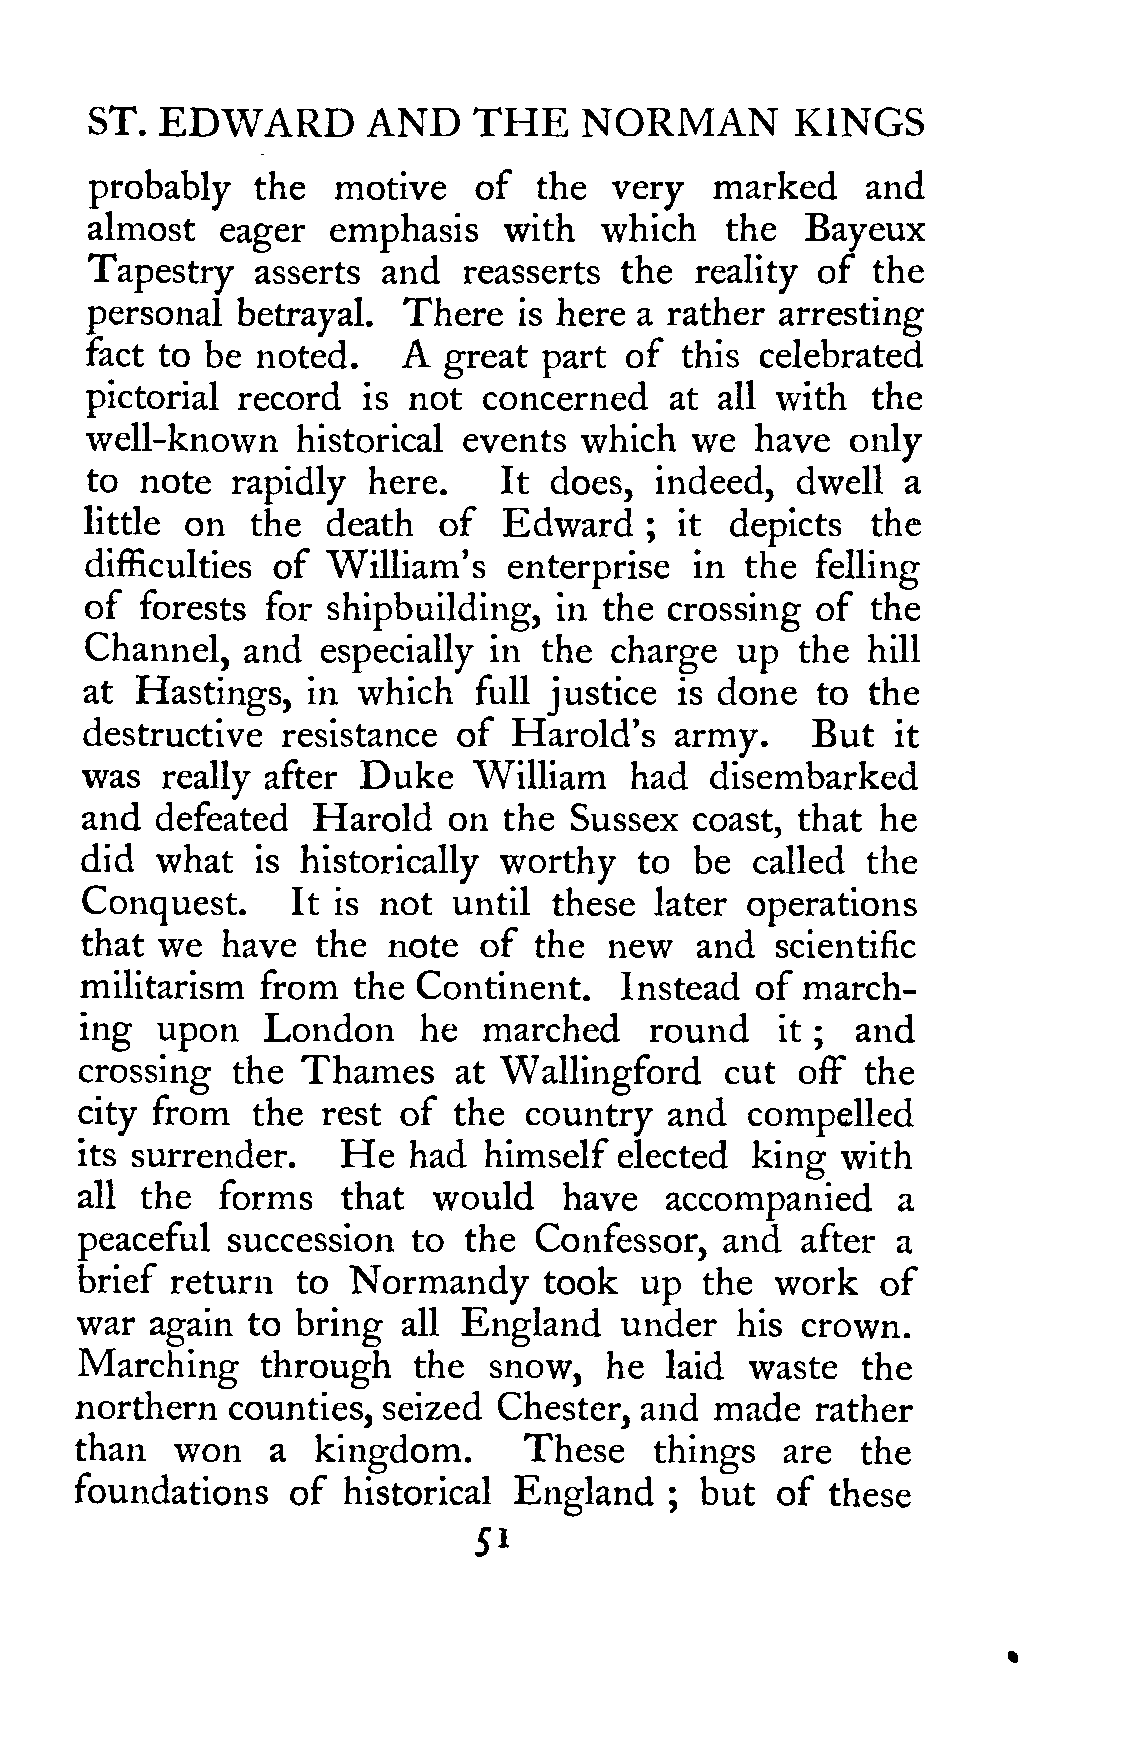 ST. EDWARD AND THE NORMAN KINGS
probably the motive of the very marked and
almost eager emphasis with which the Bayeux
Tapestry asserts and reasserts the reality of the
personal betrayal. There is here a rather arresting
fact to be noted. A great part of this celebrated
pictorial record is not concerned at all with the
well-known historical events which we have only
to note rapidly here. It does, indeed, dwell a
little on the death of Edward ; it depicts the
difficulties of William's enterprise in the felling
of forests for shipbuilding, in the crossing of the
Channel, and especially in the charge up the hill
at Hastings, in which full justice is done to the
destructive resistance of Harold's army. But it
was really after Duke William had disembarked
and defeated Harold on the Sussex coast, that he
did what is historically worthy to be called the
Conquest. It is not until these later operations
that we have the note of the new and scientific
militarism from the Continent. Instead of march-
ing upon London he marched round it ; and
crossing the Thames at Wallingford cut off the
city from the rest of the country and compelled
its surrender. He had himself elected king with
all the forms that would have accompanied a
peaceful succession to the Confessor, and after a
brief return to Normandy took up the work of
war again to bring all England under his crown.
Marching through the snow, he laid waste the
northern counties, seized Chester, and made rather
than won a kingdom. These things are the
foundations of historical England ; but of these
51